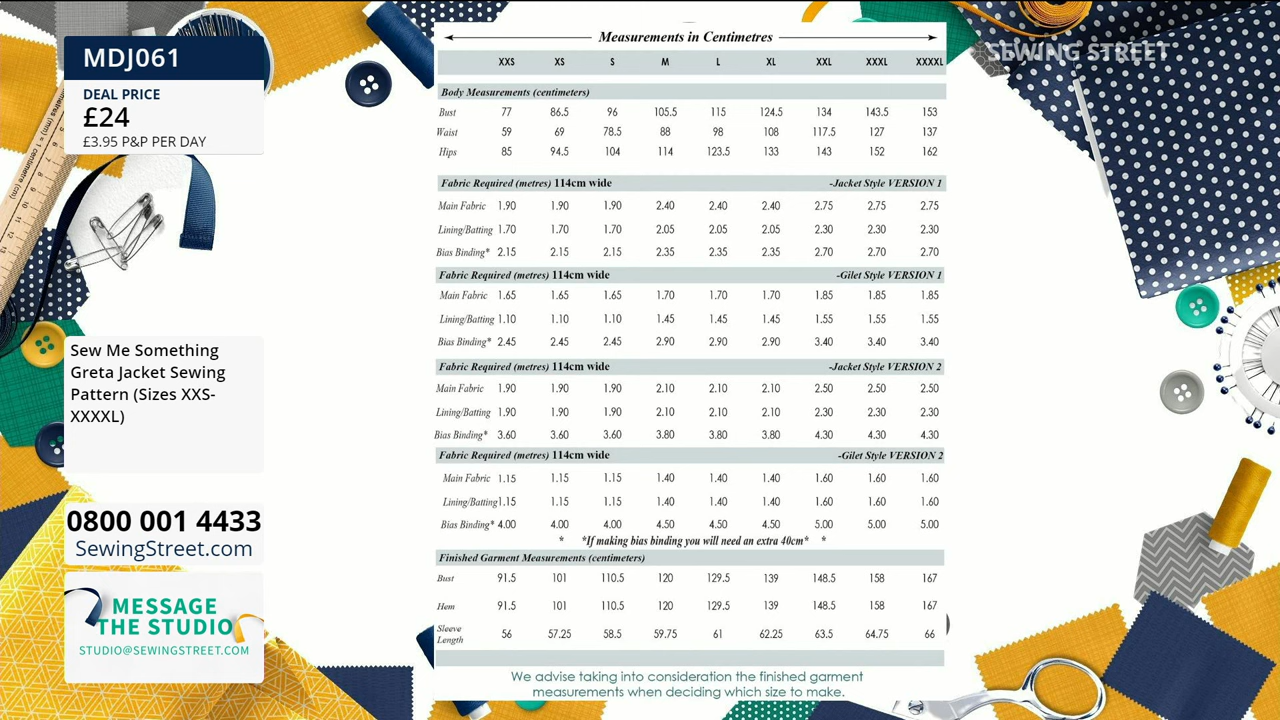 MDJ061
DEAL PRICE
£24
£3.95 P&P PER DAY
Sew Me Something
Greta Jacket Sewing
Pattern (Sizes XXS-
XXXXL)
0800 001 4433
SewingStreet.com
MESSAGE
THE STUDIO
STUDIO@SEWINGSTREET.COM
SEWING STREET
Measurements in Centimetres
XXS XS S M L XL XXL XXXL XXXXL
Body Measurements (centimeters)
Bust 77 86.5 96 105.5 115 124.5 134 143.5 153
Waist 59 69 78.5 88 98 108 117.5 127 137
Hips 85 94.5 104 114 123.5 133 143 152 162
Fabric Required (metres) 114cm wide -Jacket Style VERSION 1
Main Fabric 1.90 1.90 1.90 2.40 2.40 2.40 2.75 2.75 2.75
Lining/Batting 1.70 1.70 1.70 2.05 2.05 2.05 2.30 2.30 2.30
Bias Binding* 2.15 2.15 2.15 2.35 2.35 2.35 2.70 2.70 2.70
Fabric Required (metres) 114cm wide -Gilet Style VERSION 1
Main Fabric 1.65 1.65 1.65 1.70 1.70 1.70 1.85 1.85 1.85
Lining/Batting 1.10 1.10 1.10 1.45 1.45 1.45 1.55 1.55 1.55
Bias Binding* 2.45 2.45 2.45 2.90 2.90 2.90 3.40 3.40 3.40
Fabric Required (metres) 114cm wide -Jacket Style VERSION 2
Main Fabric 1.90 1.90 1.90 2.10 2.10 2.10 2.50 2.50 2.50
Lining/Batting 1.90 1.90 1.90 2.10 2.10 2.10 2.30 2.30 2.30
Bias Binding* 3.60 3.60 3.60 3.80 3.80 3.80 4.30 4.30 4.30
Fabric Required (metres) 114cm wide -Gilet Style VERSION 2
Main Fabric 1.15 1.15 1.15 1.40 1.40 1.40 1.60 1.60 1.60
Lining/Batting 1.15 1.15 1.15 1.40 1.40 1.40 1.60 1.60 1.60
Bias Binding* 4.00 4.00 4.00 4.50 4.50 4.50 5.00 5.00 5.00
* *If making bias binding you will need an extra 40cm* *
Finished Garment Measurements (centimeters)
Bust 91.5 101 110.5 120 129.5 139 148.5 158 167
Hem 91.5 101 110.5 120 129.5 139 148.5 158 167
Sleeve
Length 56 57.25 58.5 59.75 61 62.25 63.5 64.75 66
We advise taking into consideration the finished garment
measurements when deciding which size to make.